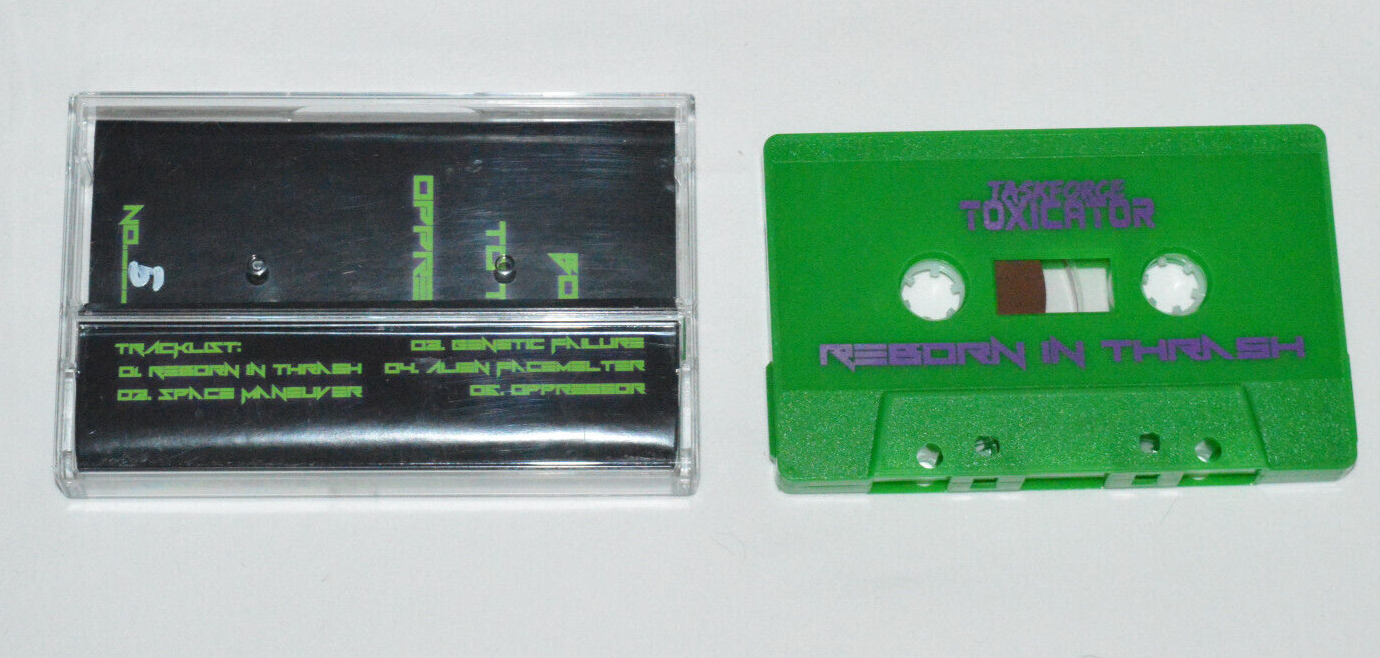 NO
OPPRE
TRACKLIST:
01. REBORN IN THRASH
02. SPACE MANEUVER
03. GENETIC FAILURE
04. ALIEN FACEMELTER
05. OPPRESSOR
TASKFORCE
TOXICATOR
REBORN IN THRASH